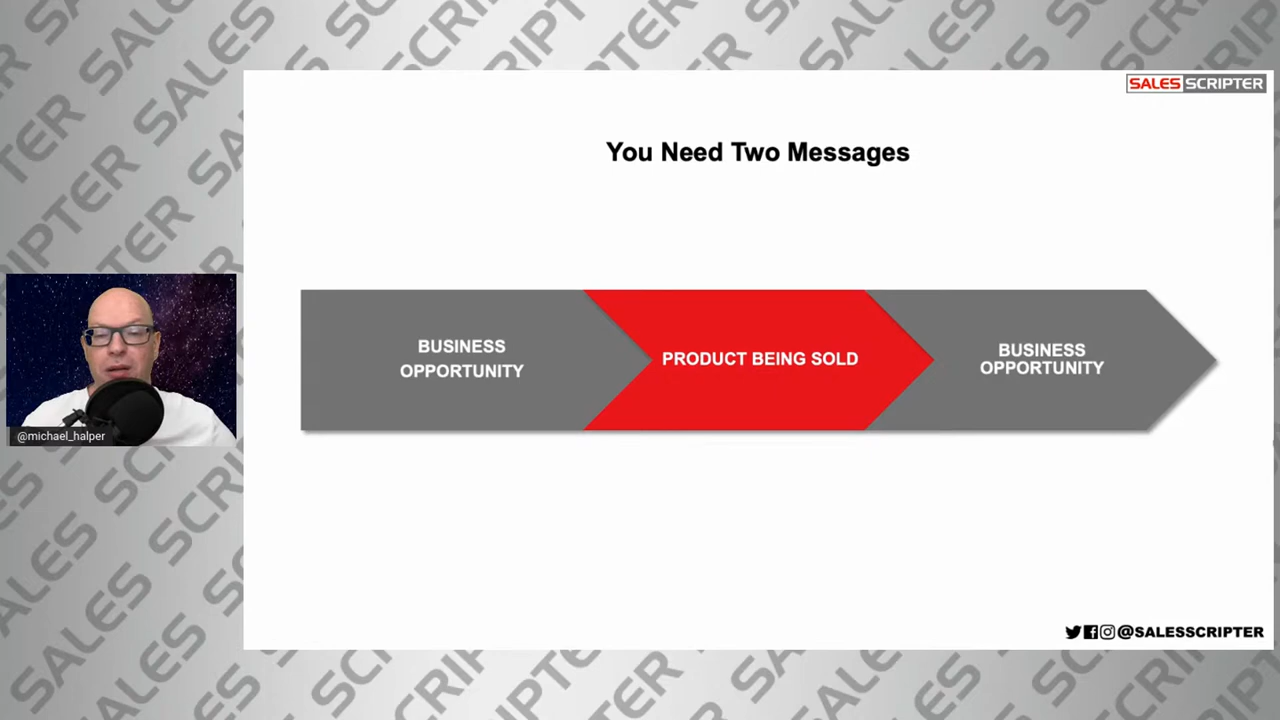 SALES SCRIPTER
You Need Two Messages
BUSINESS
OPPORTUNITY
PRODUCT BEING SOLD
BUSINESS
OPPORTUNITY
@michael_halper
@SALESSCRIPTER